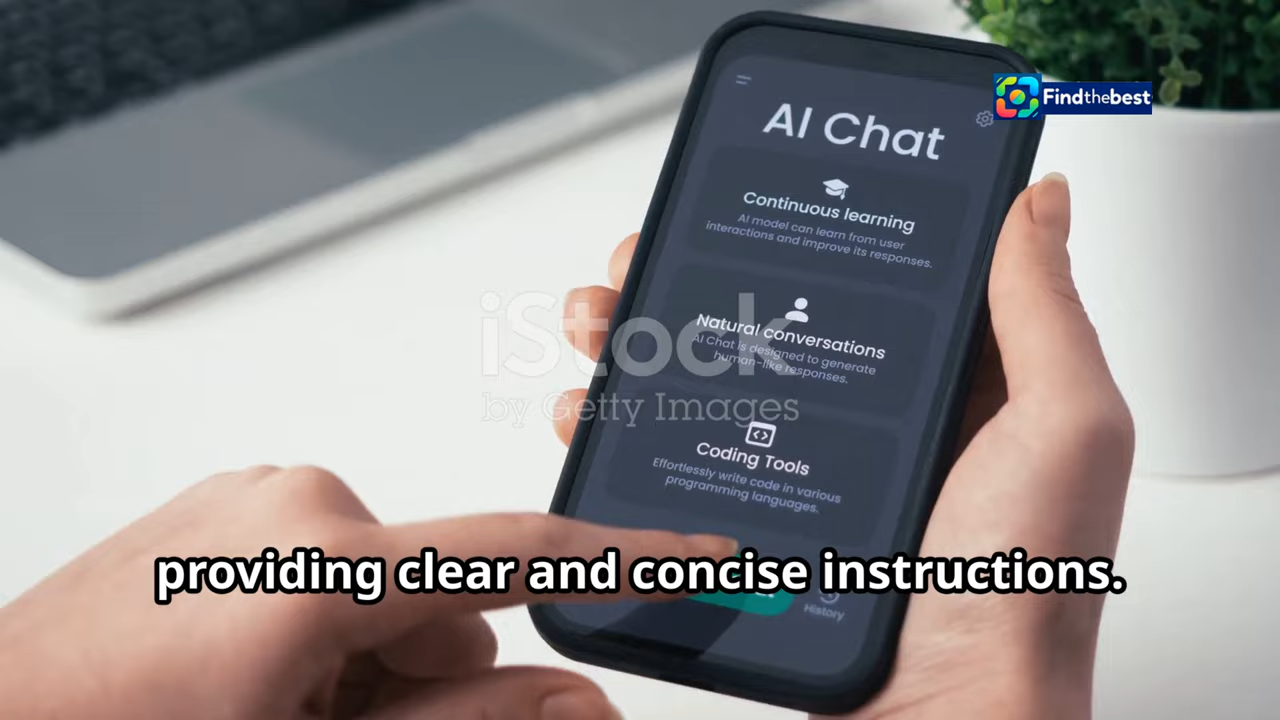 Findthebest
AI Chat
Continuous learning
AI model can learn from user
interactions and improve its responses.
iStock
by Getty Images
Natural conversations
AI Chat is designed to generate
human-like responses.
Coding Tools
Effortlessly write code in various
programming languages.
providing clear and concise instructions.
History